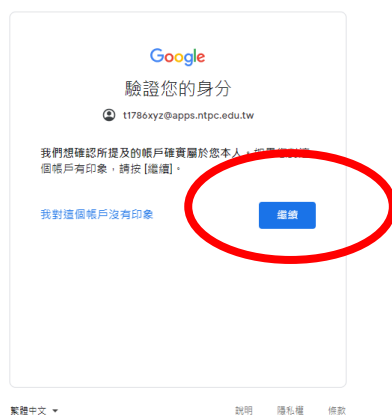 Google
驗證您的身分
t1786xyz@apps.ntpc.edu.tw
我們想確認所提及的帳戶確實屬於您本人。
個帳戶有印象，請按 [繼續]。
我對這個帳戶沒有印象
繼續
繁體中文
說明 隱私權 條款